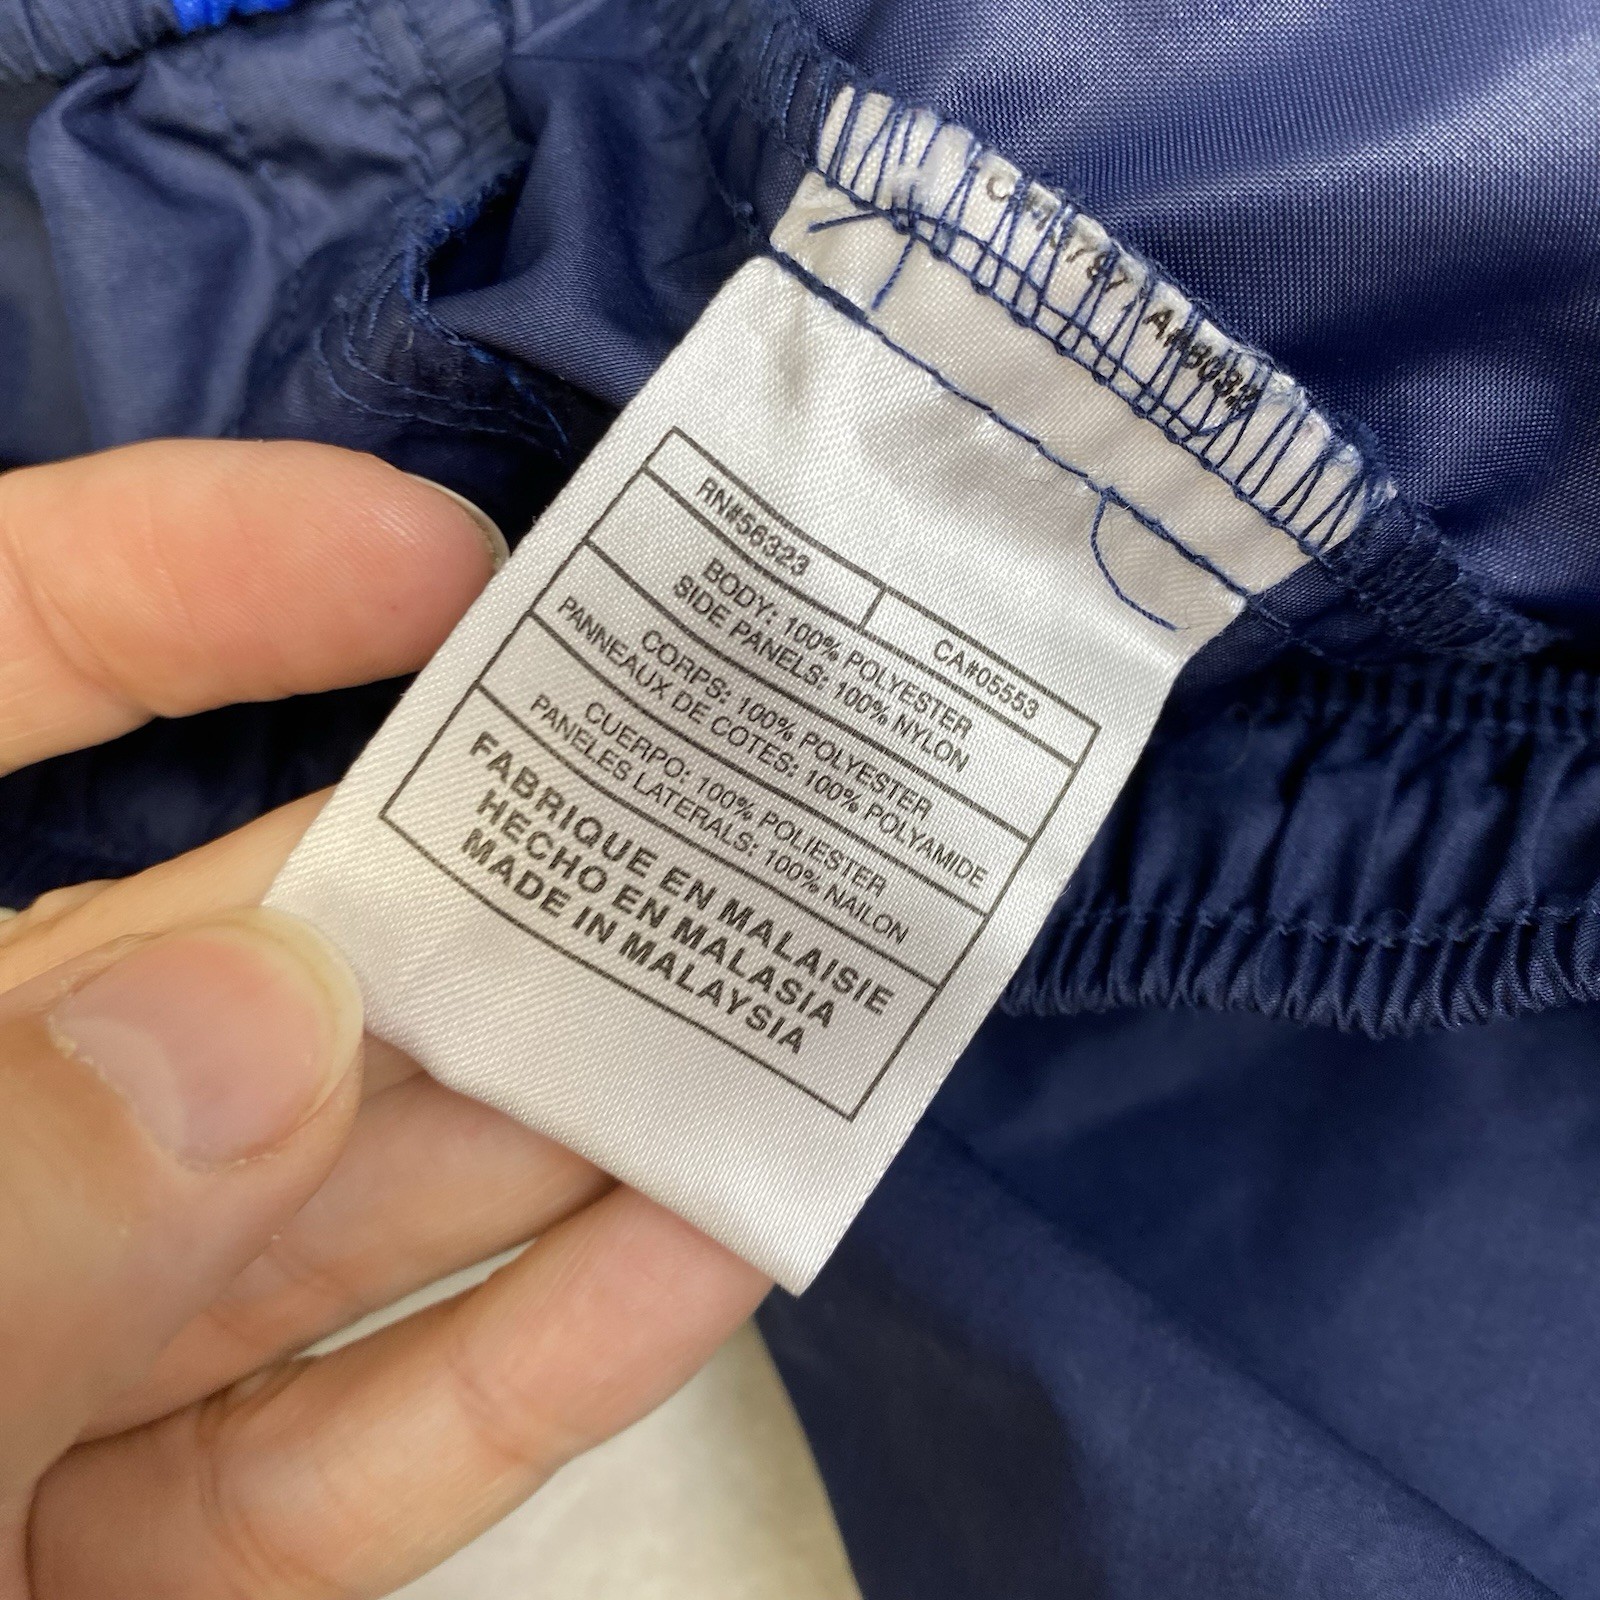 RN#56323
CA#05553
BODY: 100% POLYESTER
SIDE PANELS: 100% NYLON
CORPS: 100% POLYESTER
PANNEAUX DE COTES: 100% POLYAMIDE
CUERPO: 100% POLIESTER
PANELES LATERALS: 100% NAILON
FABRIQUE EN MALAISIE
HECHO EN MALASIA
MADE IN MALAYSIA